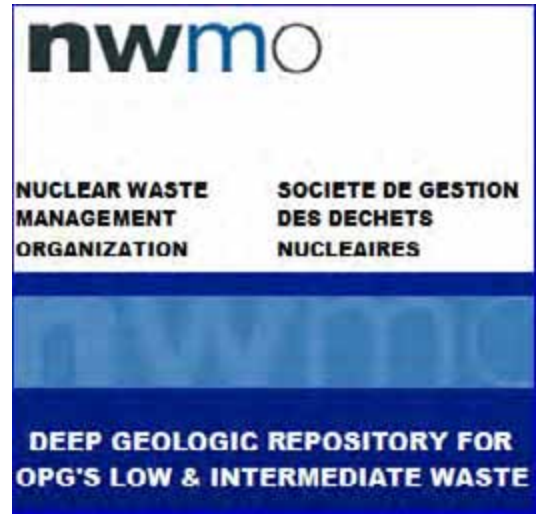 nwmo
NUCLEAR WASTE
MANAGEMENT
ORGANIZATION
SOCIETE DE GESTION
DES DECHETS
NUCLEAIRES
nwmo
DEEP GEOLOGIC REPOSITORY FOR
OPG'S LOW & INTERMEDIATE WASTE